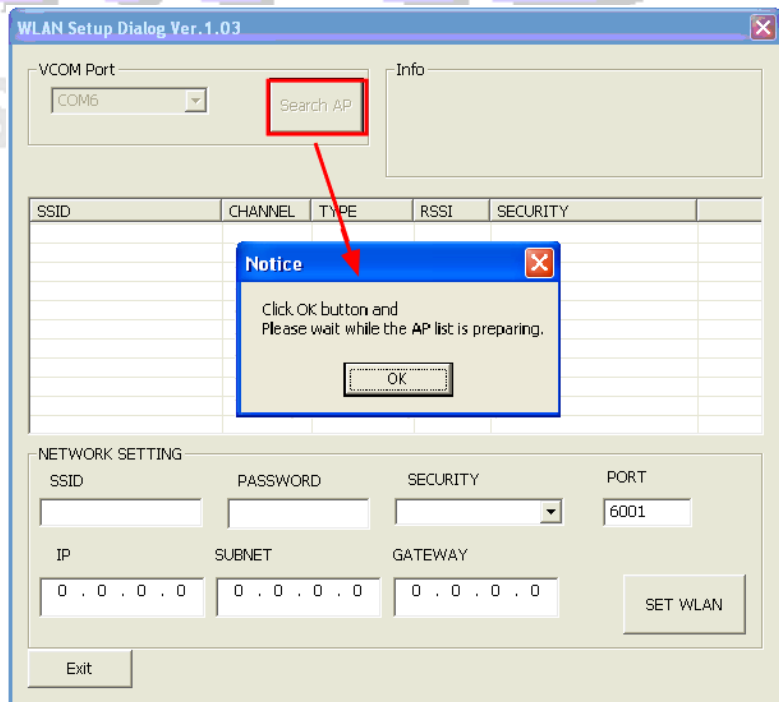 WLAN Setup Dialog Ver.1.03
VCOM Port
Info
COM6
Search AP
SSID CHANNEL TYPE RSSI SECURITY
Notice
Click OK button and
Please wait while the AP list is preparing.
OK
NETWORK SETTING
SSID PASSWORD SECURITY PORT
6001
IP SUBNET GATEWAY
0 . 0 . 0 . 0 0 . 0 . 0 . 0 0 . 0 . 0 . 0
SET WLAN
Exit